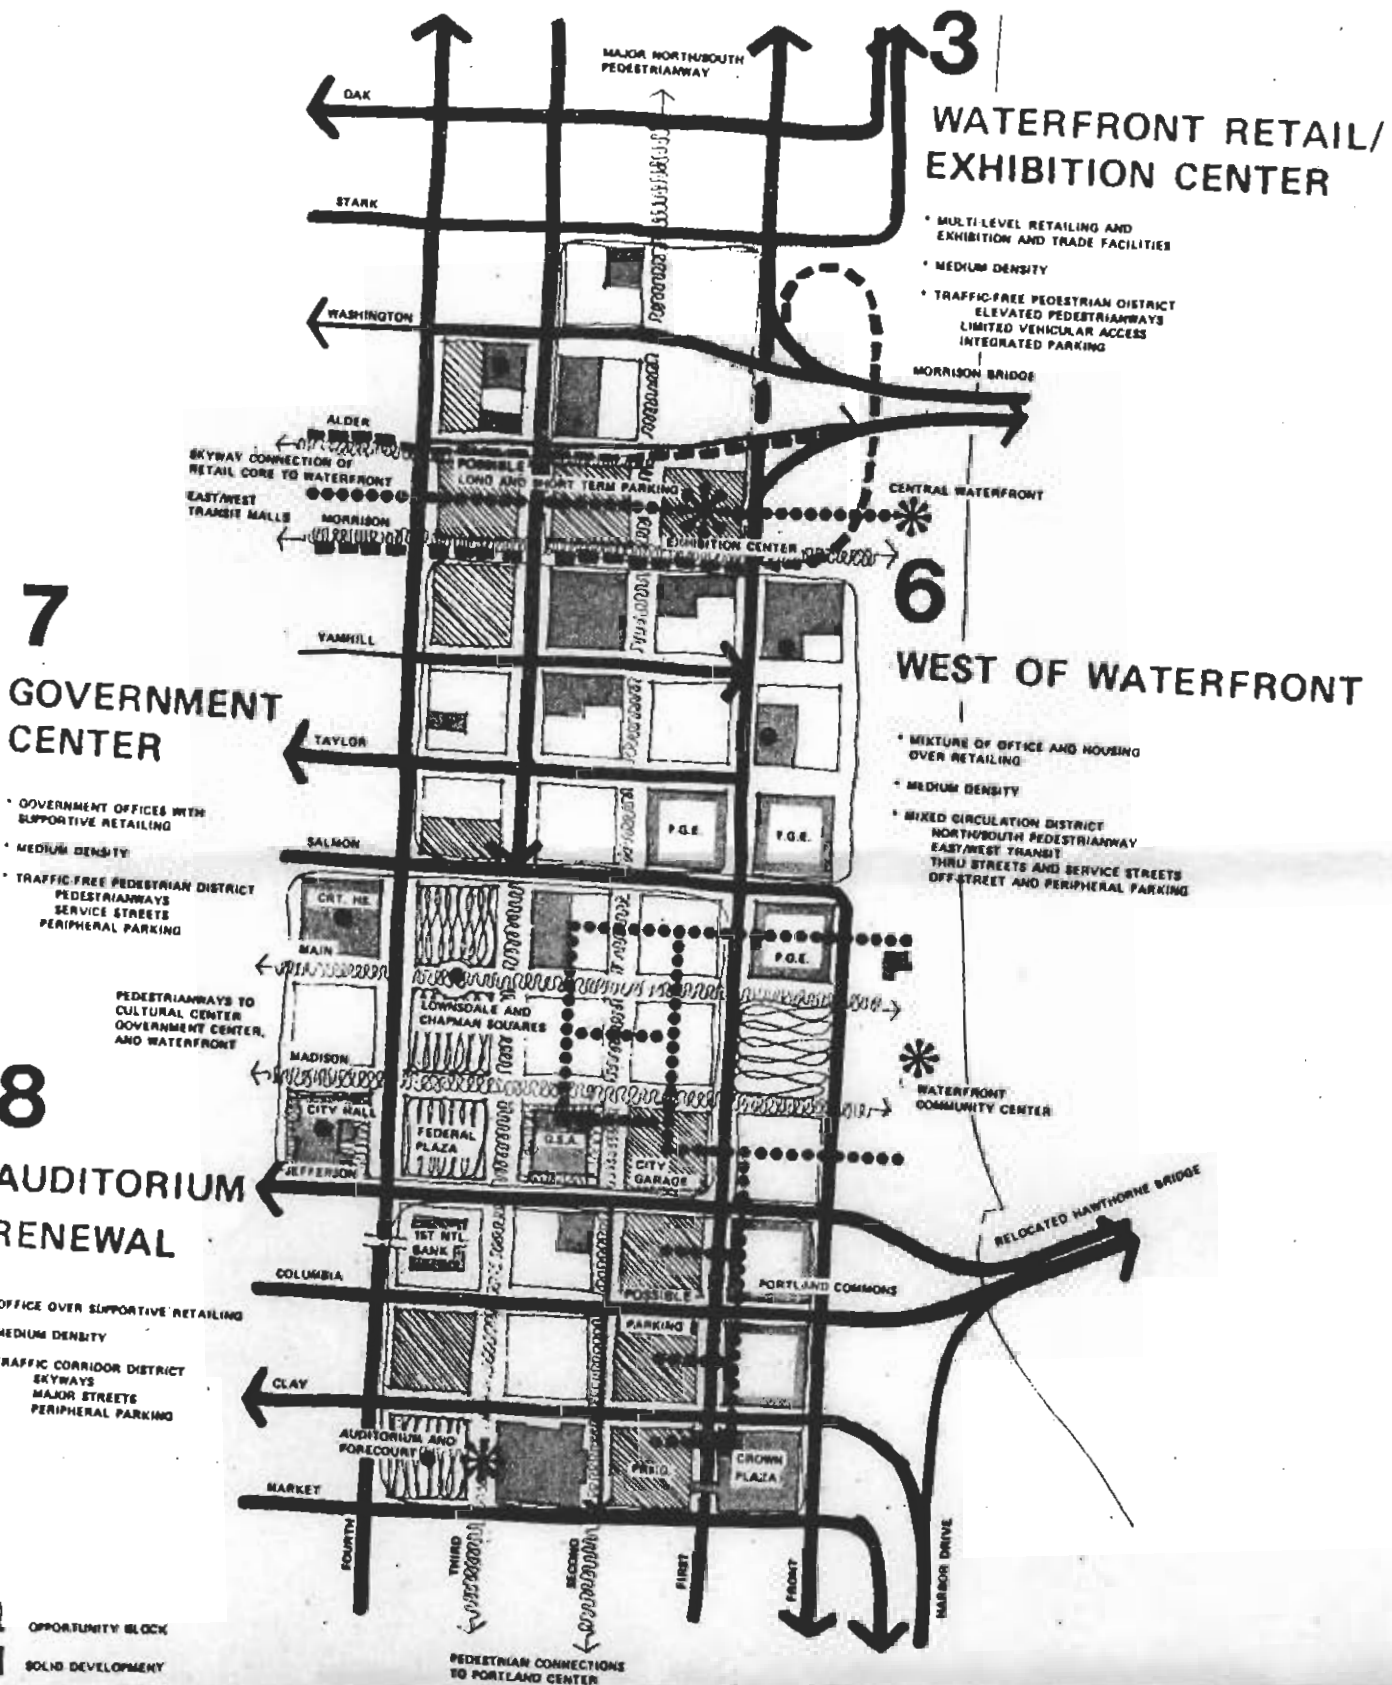 MAJOR NORTH/SOUTH
PEDESTRIANWAY
OAK
STARK
WASHINGTON
3
WATERFRONT RETAIL/
EXHIBITION CENTER
* MULTI-LEVEL RETAILING AND
EXHIBITION AND TRADE FACILITIES
* MEDIUM DENSITY
* TRAFFIC-FREE PEDESTRIAN DISTRICT
ELEVATED PEDESTRIANWAYS
LIMITED VEHICULAR ACCESS
INTEGRATED PARKING
MORRISON BRIDGE
ALDER
SKYWAY CONNECTION OF
RETAIL CORE TO WATERFRONT
EAST/WEST
TRANSIT MALLS
MORRISON
POSSIBLE
LONG AND SHORT TERM PARKING
EXHIBITION CENTER
CENTRAL WATERFRONT
6
WEST OF WATERFRONT
* MIXTURE OF OFFICE AND HOUSING
OVER RETAILING
* MEDIUM DENSITY
* MIXED CIRCULATION DISTRICT
NORTH/SOUTH PEDESTRIANWAY
EAST/WEST TRANSIT
THRU STREETS AND SERVICE STREETS
OFF-STREET AND PERIPHERAL PARKING
7
GOVERNMENT
CENTER
* GOVERNMENT OFFICES WITH
SUPPORTIVE RETAILING
* MEDIUM DENSITY
* TRAFFIC-FREE PEDESTRIAN DISTRICT
PEDESTRIANWAYS
SERVICE STREETS
PERIPHERAL PARKING
YAMHILL
TAYLOR
SALMON
P.G.E.
P.G.E.
CRT. HS.
P.G.E.
MAIN
PEDESTRIANWAYS TO
CULTURAL CENTER
GOVERNMENT CENTER,
AND WATERFRONT
LOWNSDALE AND
CHAPMAN SQUARES
MADISON
CITY HALL
FEDERAL
PLAZA
G.S.A.
CITY
GARAGE
JEFFERSON
WATERFRONT
COMMUNITY CENTER
8
AUDITORIUM
RENEWAL
OFFICE OVER SUPPORTIVE RETAILING
MEDIUM DENSITY
TRAFFIC CORRIDOR DISTRICT
SKYWAYS
MAJOR STREETS
PERIPHERAL PARKING
1ST NTL.
BANK
RELOCATED HAWTHORNE BRIDGE
COLUMBIA
POSSIBLE
PARKING
PORTLAND COMMONS
CLAY
AUDITORIUM AND
FORECOURT
PRKG.
CROWN
PLAZA
MARKET
FOURTH
THIRD
SECOND
FIRST
FRONT
HARBOR DRIVE
PEDESTRIAN CONNECTIONS
TO PORTLAND CENTER
OPPORTUNITY BLOCK
SOLID DEVELOPMENT